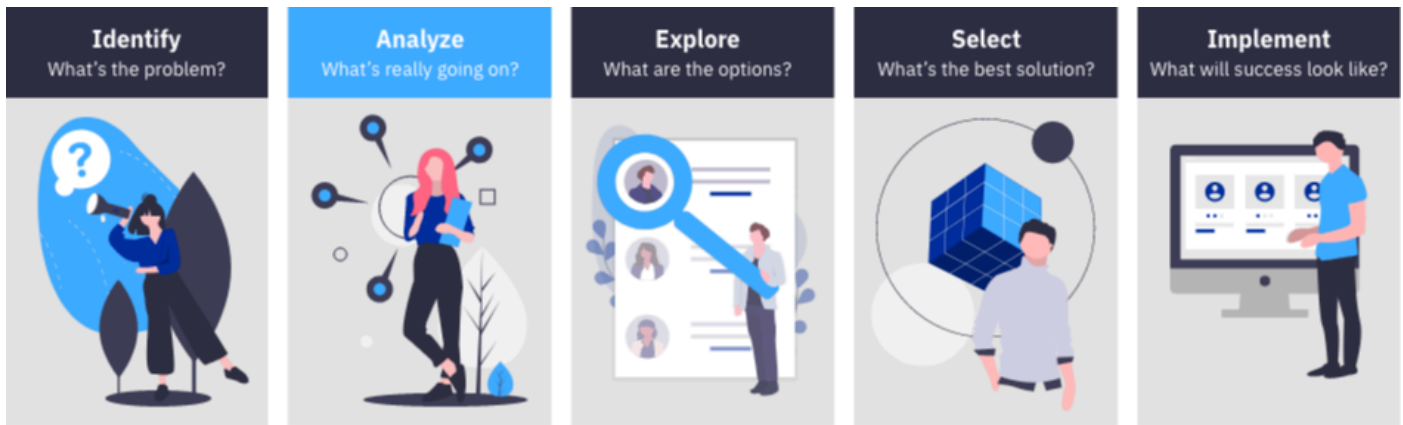 Identify
What's the problem?
Analyze
What's really going on?
Explore
What are the options?
Select
What's the best solution?
Implement
What will success look like?
?